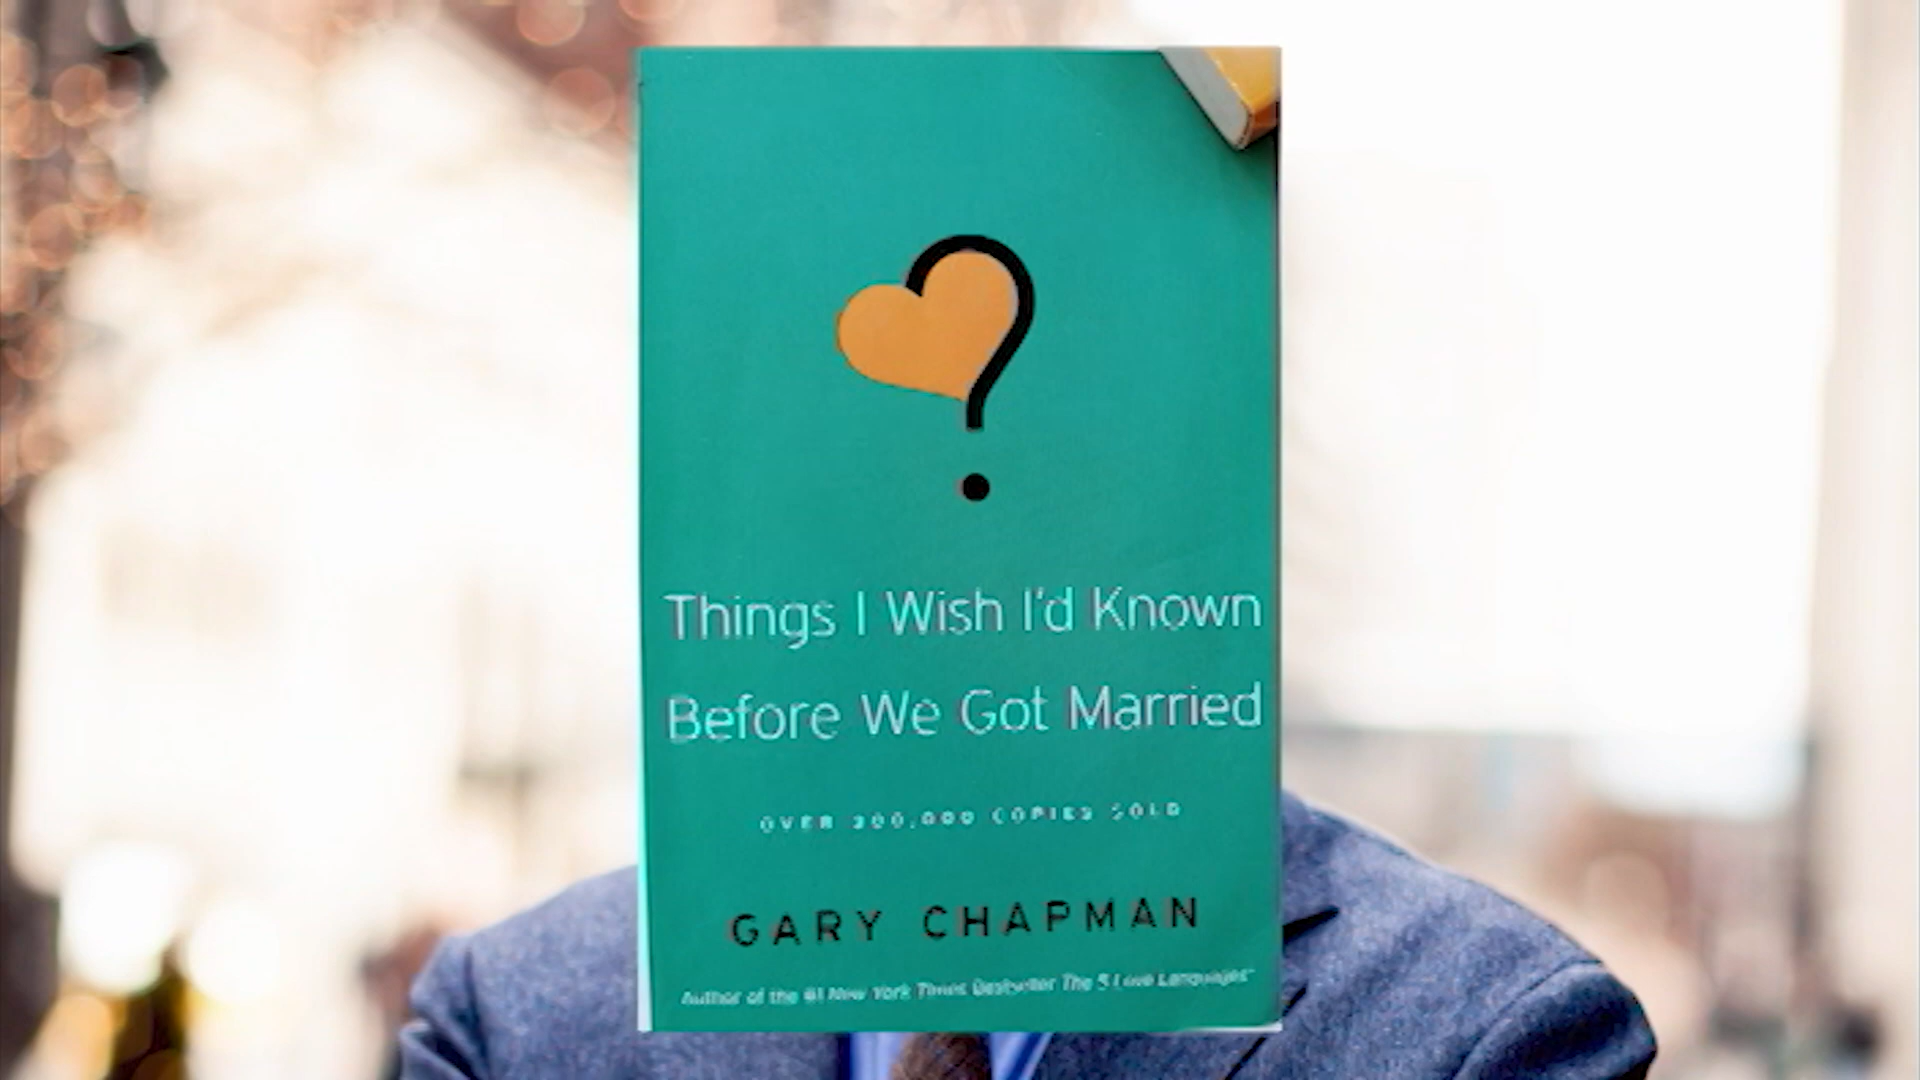 Things I Wish I'd Known
Before We Got Married
OVER 300,000 COPIES SOLD
GARY CHAPMAN
Author of the #1 New York Times Bestseller The 5 Love Languages